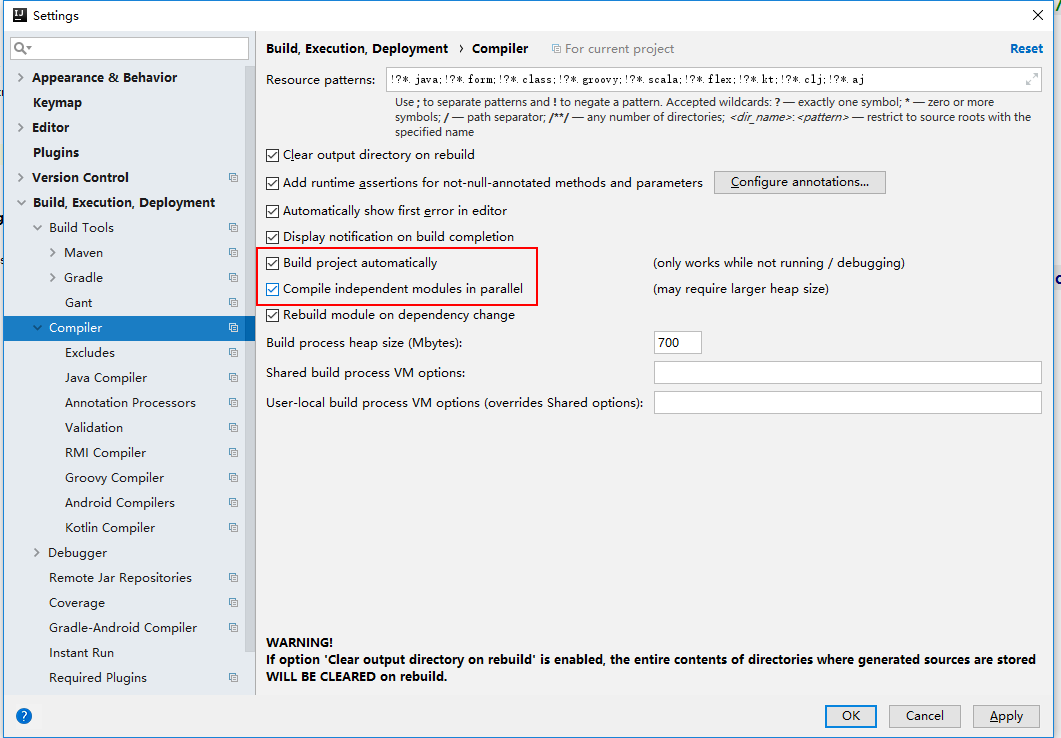 Settings
Appearance & Behavior
Keymap
Editor
Plugins
Version Control
Build, Execution, Deployment
Build Tools
Maven
Gradle
Gant
Compiler
Excludes
Java Compiler
Annotation Processors
Validation
RMI Compiler
Groovy Compiler
Android Compilers
Kotlin Compiler
Debugger
Remote Jar Repositories
Coverage
Gradle-Android Compiler
Instant Run
Required Plugins
Build, Execution, Deployment › Compiler For current project Reset
Resource patterns: !?*.java;!?*.form;!?*.class;!?*.groovy;!?*.scala;!?*.flex;!?*.kt;!?*.clj;!?*.aj
Use ; to separate patterns and ! to negate a pattern. Accepted wildcards: ? — exactly one symbol; * — zero or more
symbols; / — path separator; /**/ — any number of directories; <dir_name>:<pattern> — restrict to source roots with the
specified name
Clear output directory on rebuild
Add runtime assertions for not-null-annotated methods and parameters Configure annotations...
Automatically show first error in editor
Display notification on build completion
Build project automatically (only works while not running / debugging)
Compile independent modules in parallel (may require larger heap size)
Rebuild module on dependency change
Build process heap size (Mbytes): 700
Shared build process VM options:
User-local build process VM options (overrides Shared options):
WARNING!
If option 'Clear output directory on rebuild' is enabled, the entire contents of directories where generated sources are stored
WILL BE CLEARED on rebuild.
? OK Cancel Apply